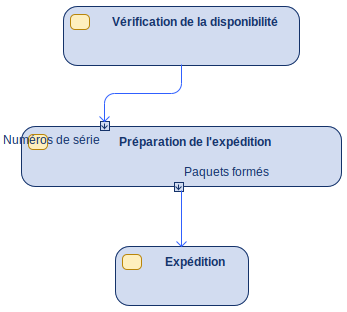 Vérification de la disponibilité
Numéros de série
Préparation de l'expédition
Paquets formés
Expédition